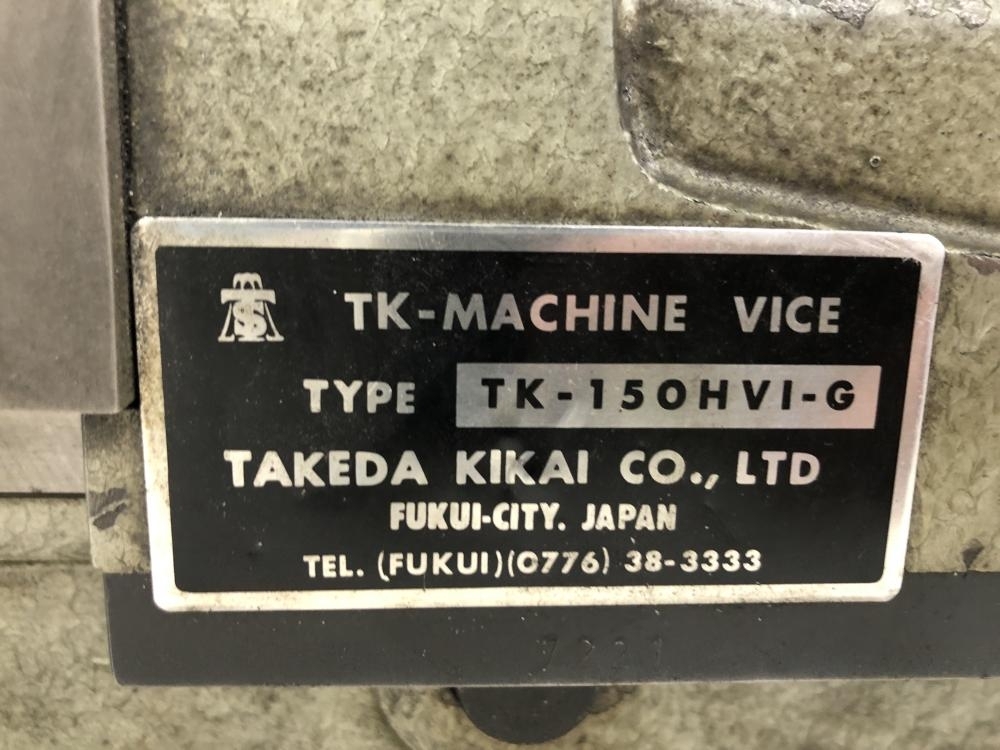 TK-MACHINE VICE
TYPE TK-150HVI-G
TAKEDA KIKAI CO., LTD
FUKUI-CITY. JAPAN
TEL. (FUKUI)(0776) 38-3333